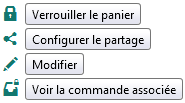 Verrouiller le panier
Configurer le partage
Modifier
Voir la commande associée